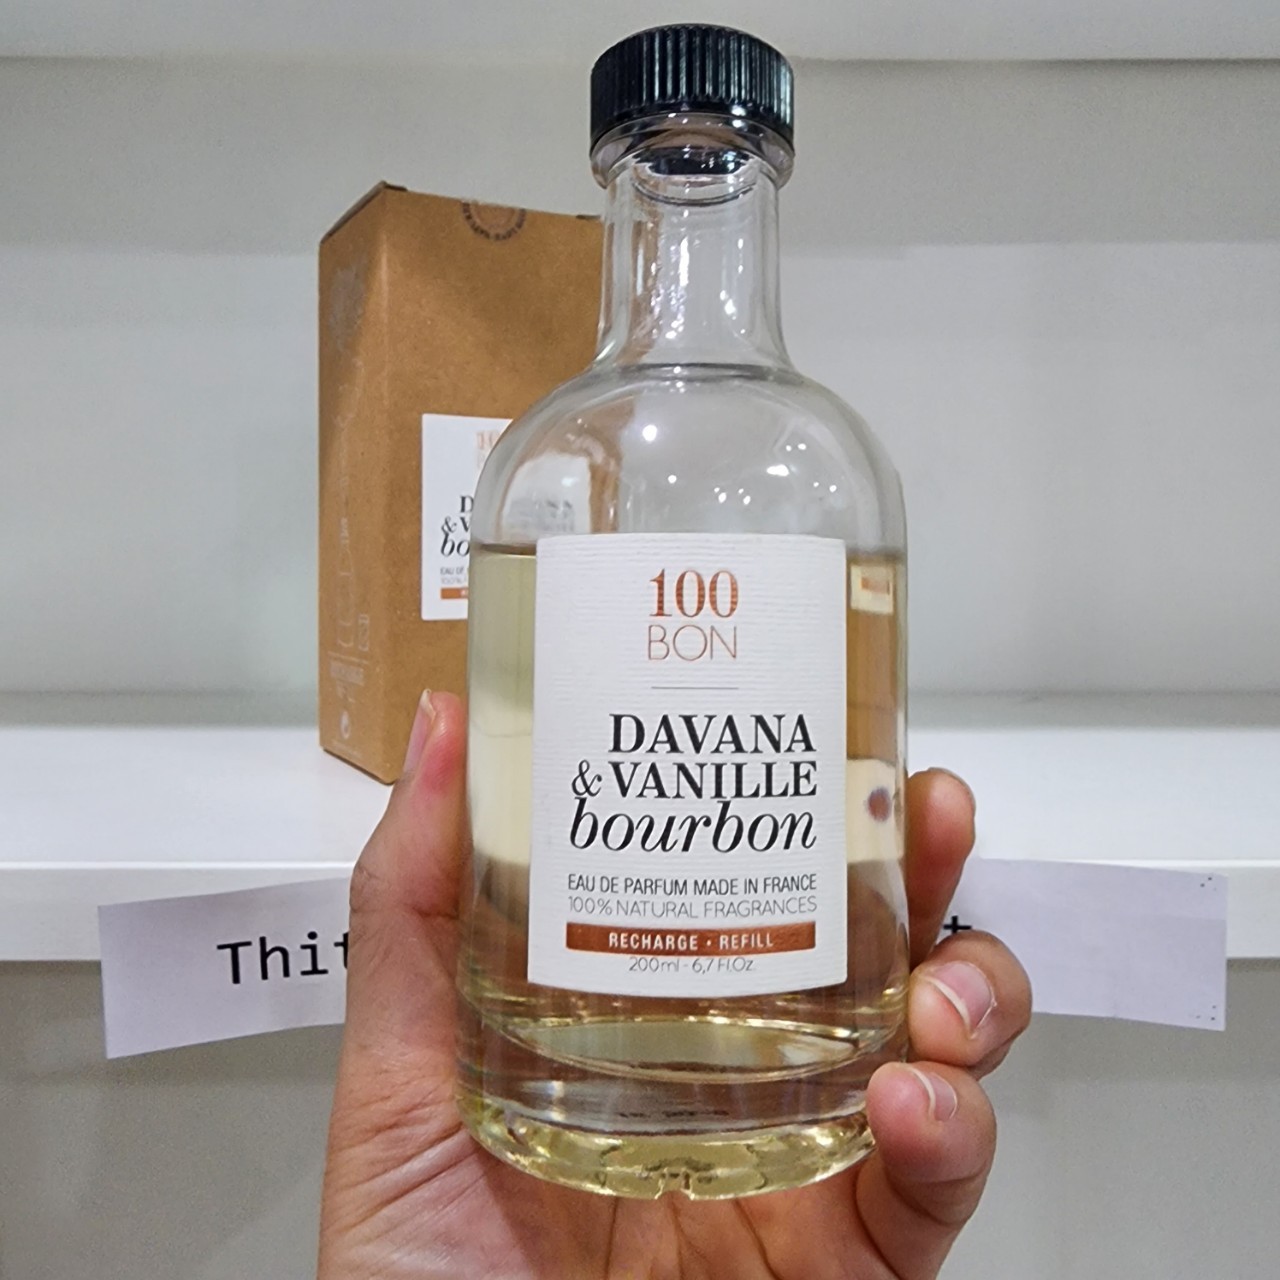 100
BON
DAVANA
& VANILLE
bourbon
EAU DE PARFUM MADE IN FRANCE
100% NATURAL FRAGRANCES
RECHARGE • REFILL
200ml - 6,7 Fl.Oz.